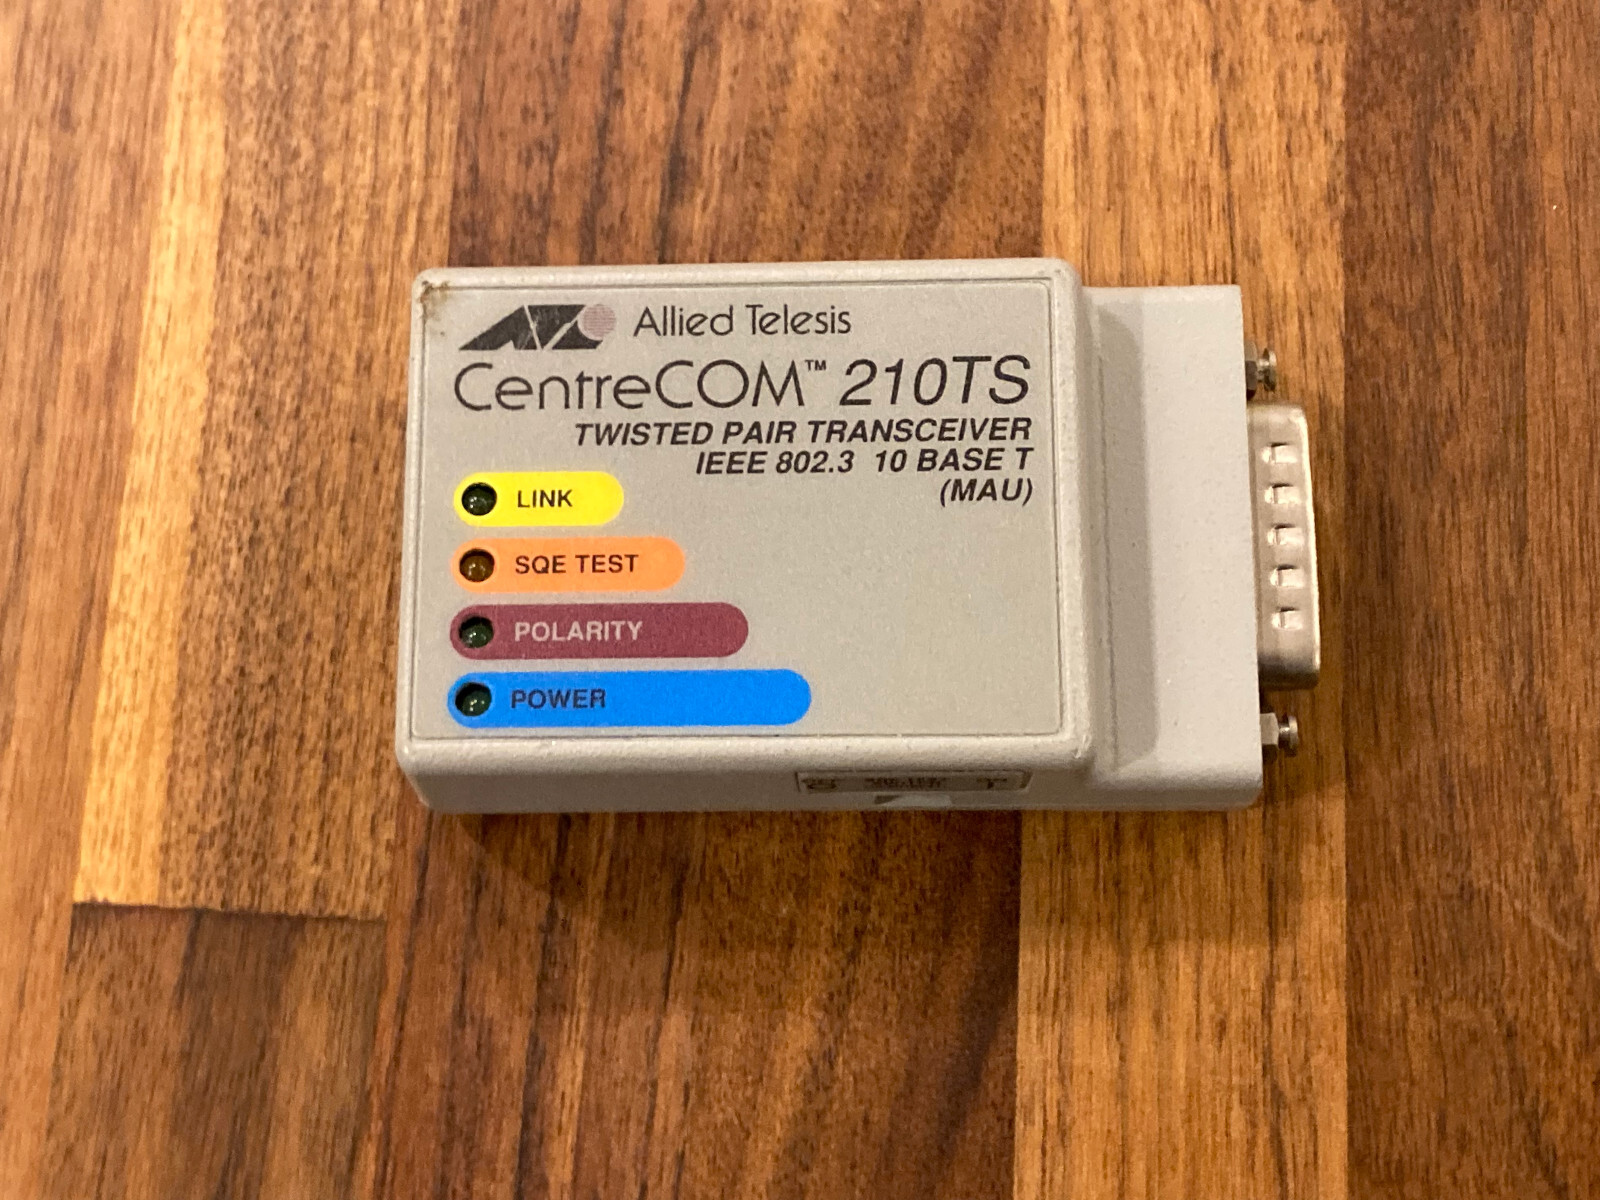 Allied Telesis
CentreCOM™ 210TS
TWISTED PAIR TRANSCEIVER
IEEE 802.3 10 BASE T
(MAU)
LINK
SQE TEST
POLARITY
POWER